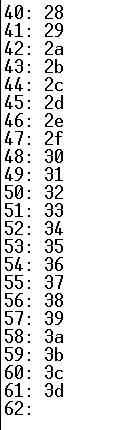 40: 28
41: 29
42: 2a
43: 2b
44: 2c
45: 2d
46: 2e
47: 2f
48: 30
49: 31
50: 32
51: 33
52: 34
53: 35
54: 36
55: 37
56: 38
57: 39
58: 3a
59: 3b
60: 3c
61: 3d
62: